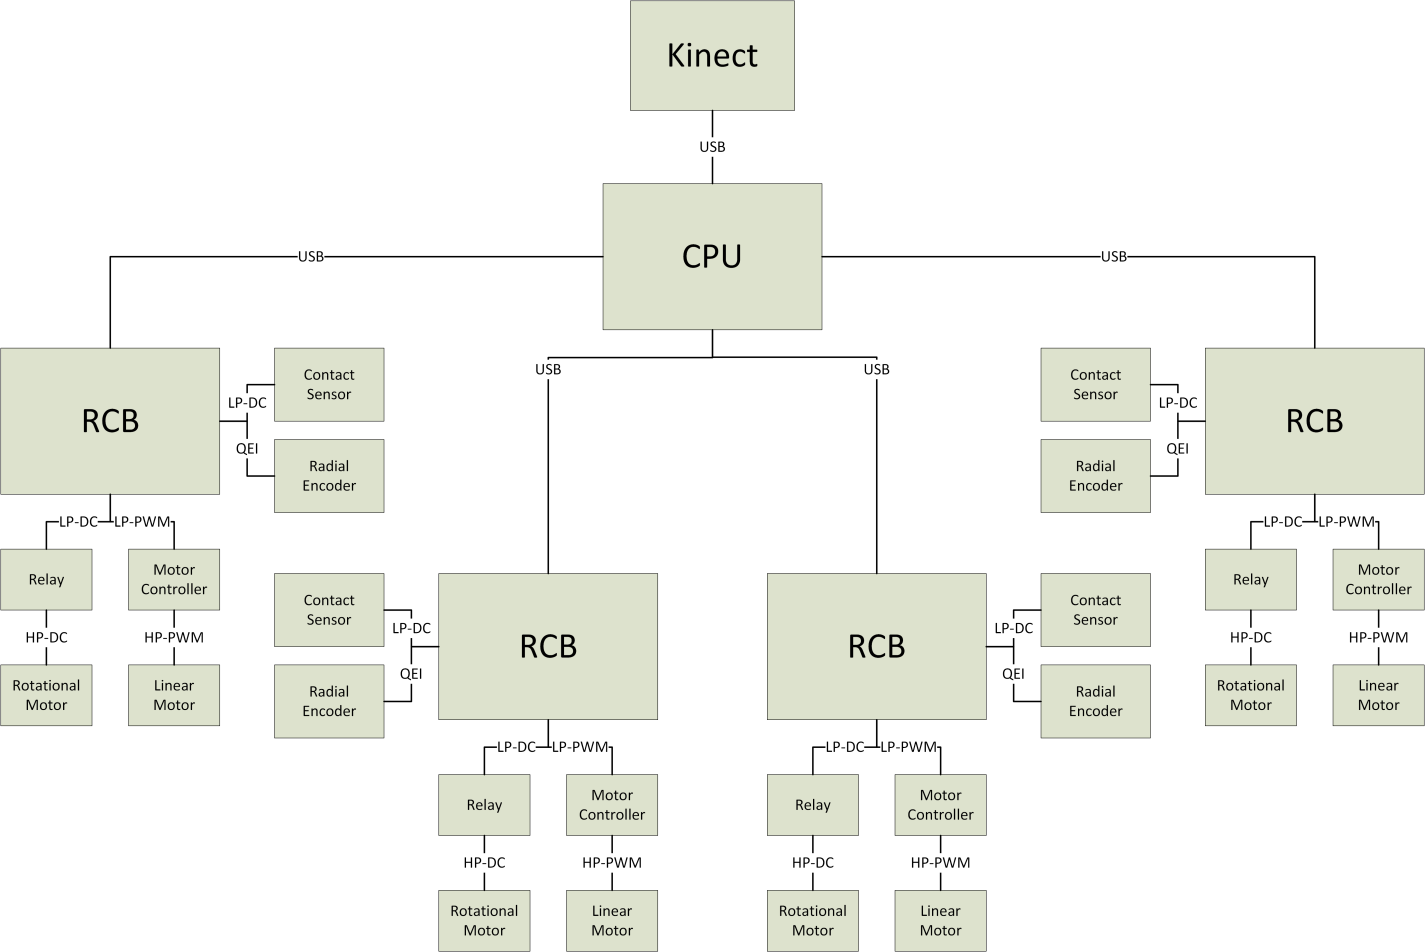 Kinect
USB
CPU
USB
USB
USB
USB
RCB
LP-DC
QEI
Contact
Sensor
Radial
Encoder
LP-DC
LP-PWM
Relay
Motor
Controller
HP-DC
HP-PWM
Rotational
Motor
Linear
Motor
Contact
Sensor
Radial
Encoder
LP-DC
QEI
RCB
LP-DC
LP-PWM
Relay
Motor
Controller
HP-DC
HP-PWM
Rotational
Motor
Linear
Motor
RCB
LP-DC
QEI
Contact
Sensor
Radial
Encoder
LP-DC
LP-PWM
Relay
Motor
Controller
HP-DC
HP-PWM
Rotational
Motor
Linear
Motor
Contact
Sensor
Radial
Encoder
LP-DC
QEI
RCB
LP-DC
LP-PWM
Relay
Motor
Controller
HP-DC
HP-PWM
Rotational
Motor
Linear
Motor